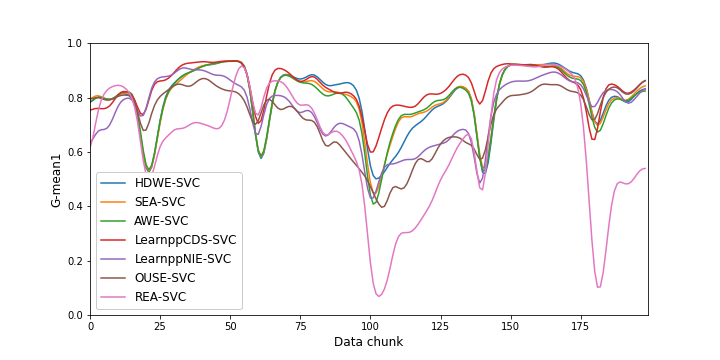 1.0
0.8
0.6
0.4
0.2
0.0
G-mean1
HDWE-SVC
SEA-SVC
AWE-SVC
LearnppCDS-SVC
LearnppNIE-SVC
OUSE-SVC
REA-SVC
0 25 50 75 100 125 150 175
Data chunk